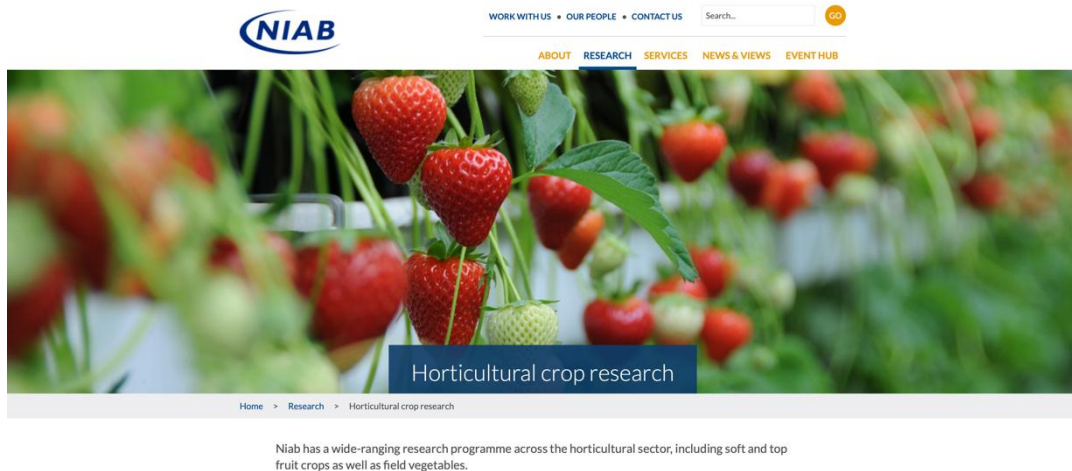 NIAB
WORK WITH US • OUR PEOPLE • CONTACT US
Search...
GO
ABOUT RESEARCH SERVICES NEWS & VIEWS EVENT HUB
Horticultural crop research
Home > Research > Horticultural crop research
Niab has a wide-ranging research programme across the horticultural sector, including soft and top
fruit crops as well as field vegetables.